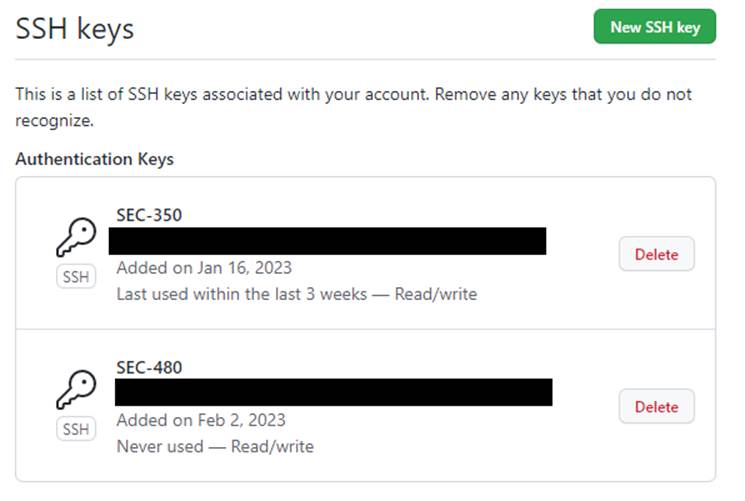 SSH keys
New SSH key
This is a list of SSH keys associated with your account. Remove any keys that you do not
recognize.
Authentication Keys
SEC-350
SSH
Added on Jan 16, 2023
Last used within the last 3 weeks — Read/write
Delete
SEC-480
SSH
Added on Feb 2, 2023
Never used — Read/write
Delete